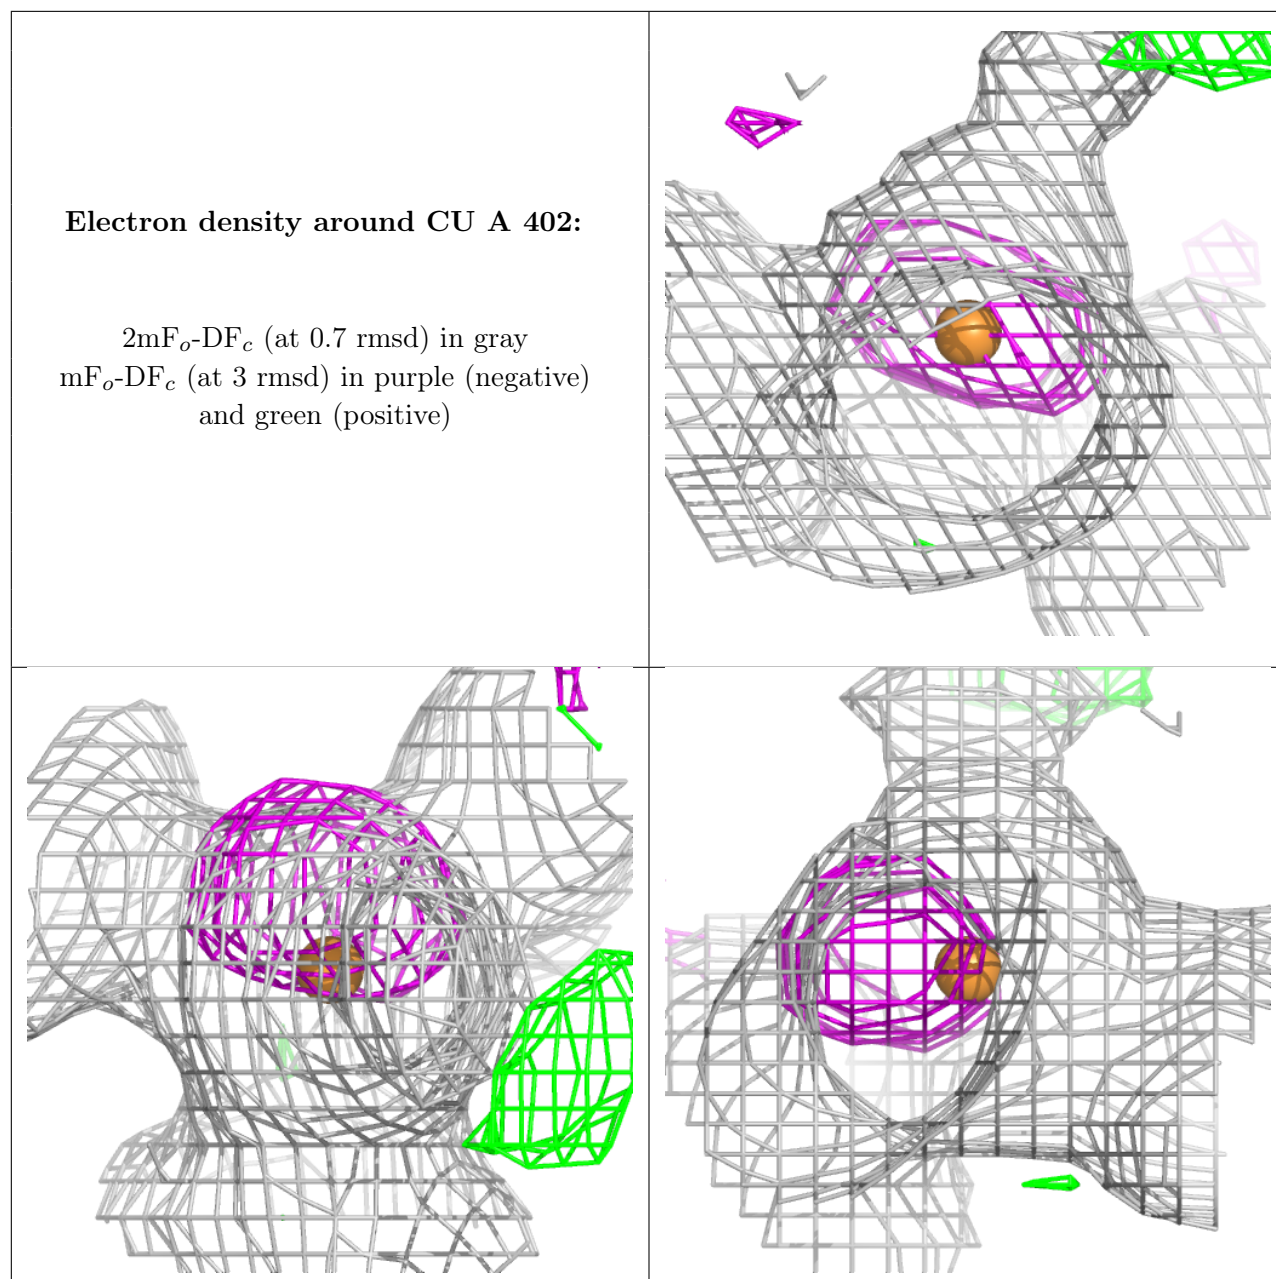 Electron density around CU A 402:
2mFo-DFc (at 0.7 rmsd) in gray
mFo-DFc (at 3 rmsd) in purple (negative)
and green (positive)